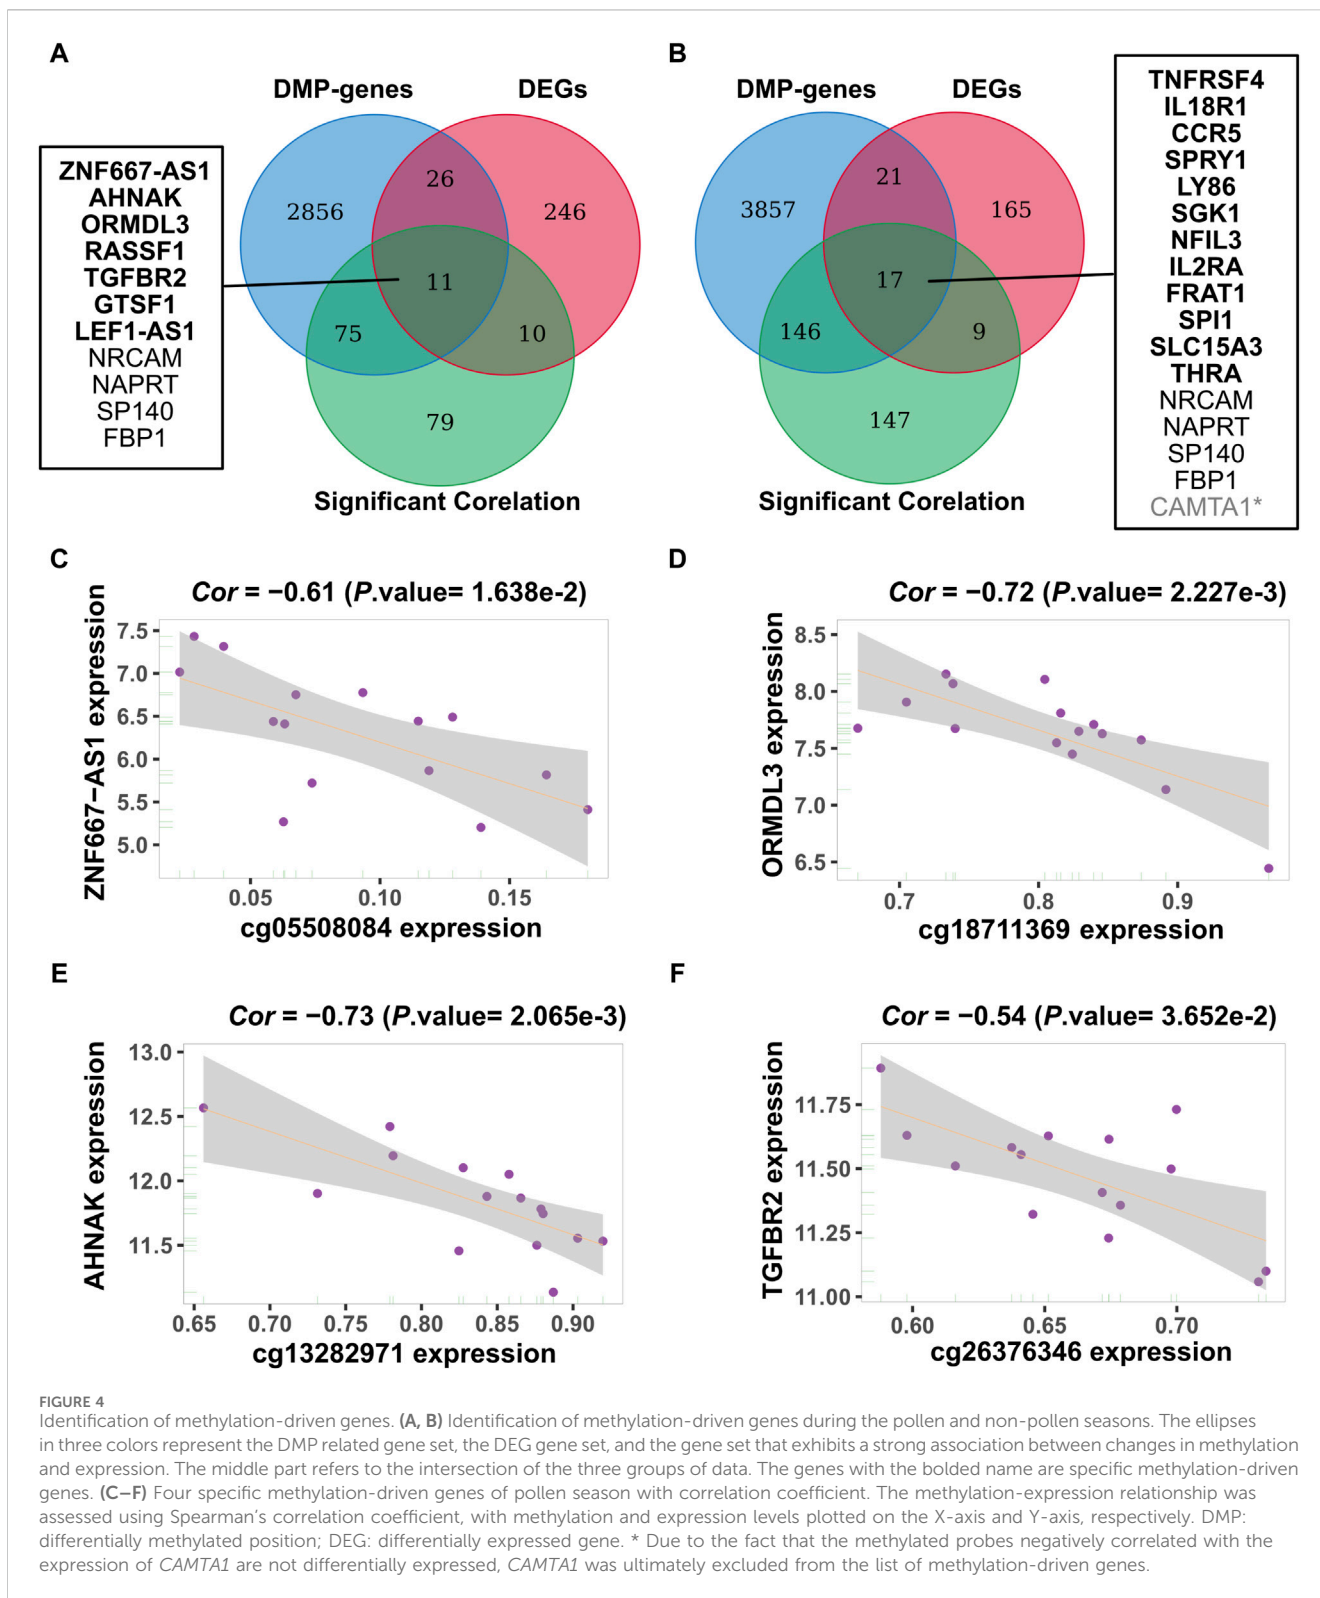 A
DMP-genes
DEGs
ZNF667-AS1
AHNAK
ORMDL3
RASSF1
TGFBR2
GTSF1
LEF1-AS1
NRCAM
NAPRT
SP140
FBP1
2856
26
246
11
75
10
79
Significant Corelation
B
DMP-genes
DEGs
3857
21
165
17
146
9
147
Significant Corelation
TNFRSF4
IL18R1
CCR5
SPRY1
LY86
SGK1
NFIL3
IL2RA
FRAT1
SPI1
SLC15A3
THRA
NRCAM
NAPRT
SP140
FBP1
CAMTA1*
C
Cor = −0.61 (P.value= 1.638e-2)
ZNF667−AS1 expression
7.5
7.0
6.5
6.0
5.5
5.0
0.05 0.10 0.15
cg05508084 expression
D
Cor = −0.72 (P.value= 2.227e-3)
ORMDL3 expression
8.5
8.0
7.5
7.0
6.5
0.7 0.8 0.9
cg18711369 expression
E
Cor = −0.73 (P.value= 2.065e-3)
AHNAK expression
13.0
12.5
12.0
11.5
0.65 0.70 0.75 0.80 0.85 0.90
cg13282971 expression
F
Cor = −0.54 (P.value= 3.652e-2)
TGFBR2 expression
11.75
11.50
11.25
11.00
0.60 0.65 0.70
cg26376346 expression
FIGURE 4
Identification of methylation-driven genes. (A, B) Identification of methylation-driven genes during the pollen and non-pollen seasons. The ellipses
in three colors represent the DMP related gene set, the DEG gene set, and the gene set that exhibits a strong association between changes in methylation
and expression. The middle part refers to the intersection of the three groups of data. The genes with the bolded name are specific methylation-driven
genes. (C–F) Four specific methylation-driven genes of pollen season with correlation coefficient. The methylation-expression relationship was
assessed using Spearman's correlation coefficient, with methylation and expression levels plotted on the X-axis and Y-axis, respectively. DMP:
differentially methylated position; DEG: differentially expressed gene. * Due to the fact that the methylated probes negatively correlated with the
expression of CAMTA1 are not differentially expressed, CAMTA1 was ultimately excluded from the list of methylation-driven genes.